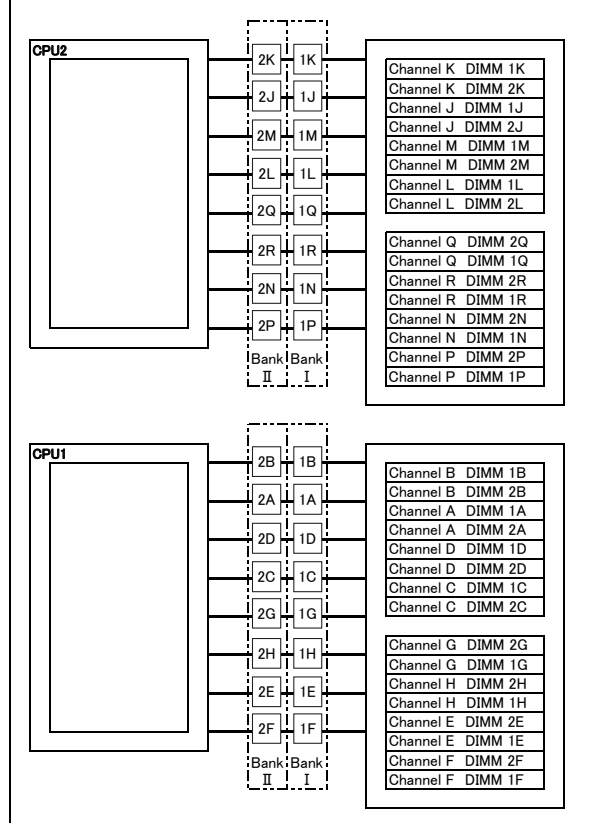 CPU2
2K 1K
2J 1J
2M 1M
2L 1L
2Q 1Q
2R 1R
2N 1N
2P 1P
Bank Bank
Ⅱ Ⅰ
Channel K DIMM 1K
Channel K DIMM 2K
Channel J DIMM 1J
Channel J DIMM 2J
Channel M DIMM 1M
Channel M DIMM 2M
Channel L DIMM 1L
Channel L DIMM 2L
Channel Q DIMM 2Q
Channel Q DIMM 1Q
Channel R DIMM 2R
Channel R DIMM 1R
Channel N DIMM 2N
Channel N DIMM 1N
Channel P DIMM 2P
Channel P DIMM 1P
CPU1
2B 1B
2A 1A
2D 1D
2C 1C
2G 1G
2H 1H
2E 1E
2F 1F
Bank Bank
Ⅱ Ⅰ
Channel B DIMM 1B
Channel B DIMM 2B
Channel A DIMM 1A
Channel A DIMM 2A
Channel D DIMM 1D
Channel D DIMM 2D
Channel C DIMM 1C
Channel C DIMM 2C
Channel G DIMM 2G
Channel G DIMM 1G
Channel H DIMM 2H
Channel H DIMM 1H
Channel E DIMM 2E
Channel E DIMM 1E
Channel F DIMM 2F
Channel F DIMM 1F